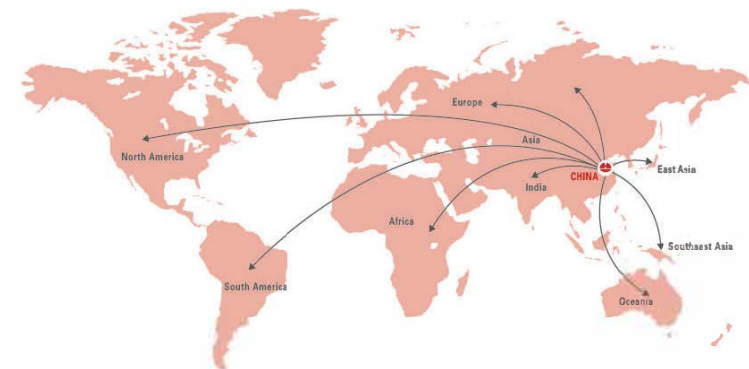 Europe
Asia
North America
East Asia
CHINA
India
Africa
Southeast Asia
South America
Oceania